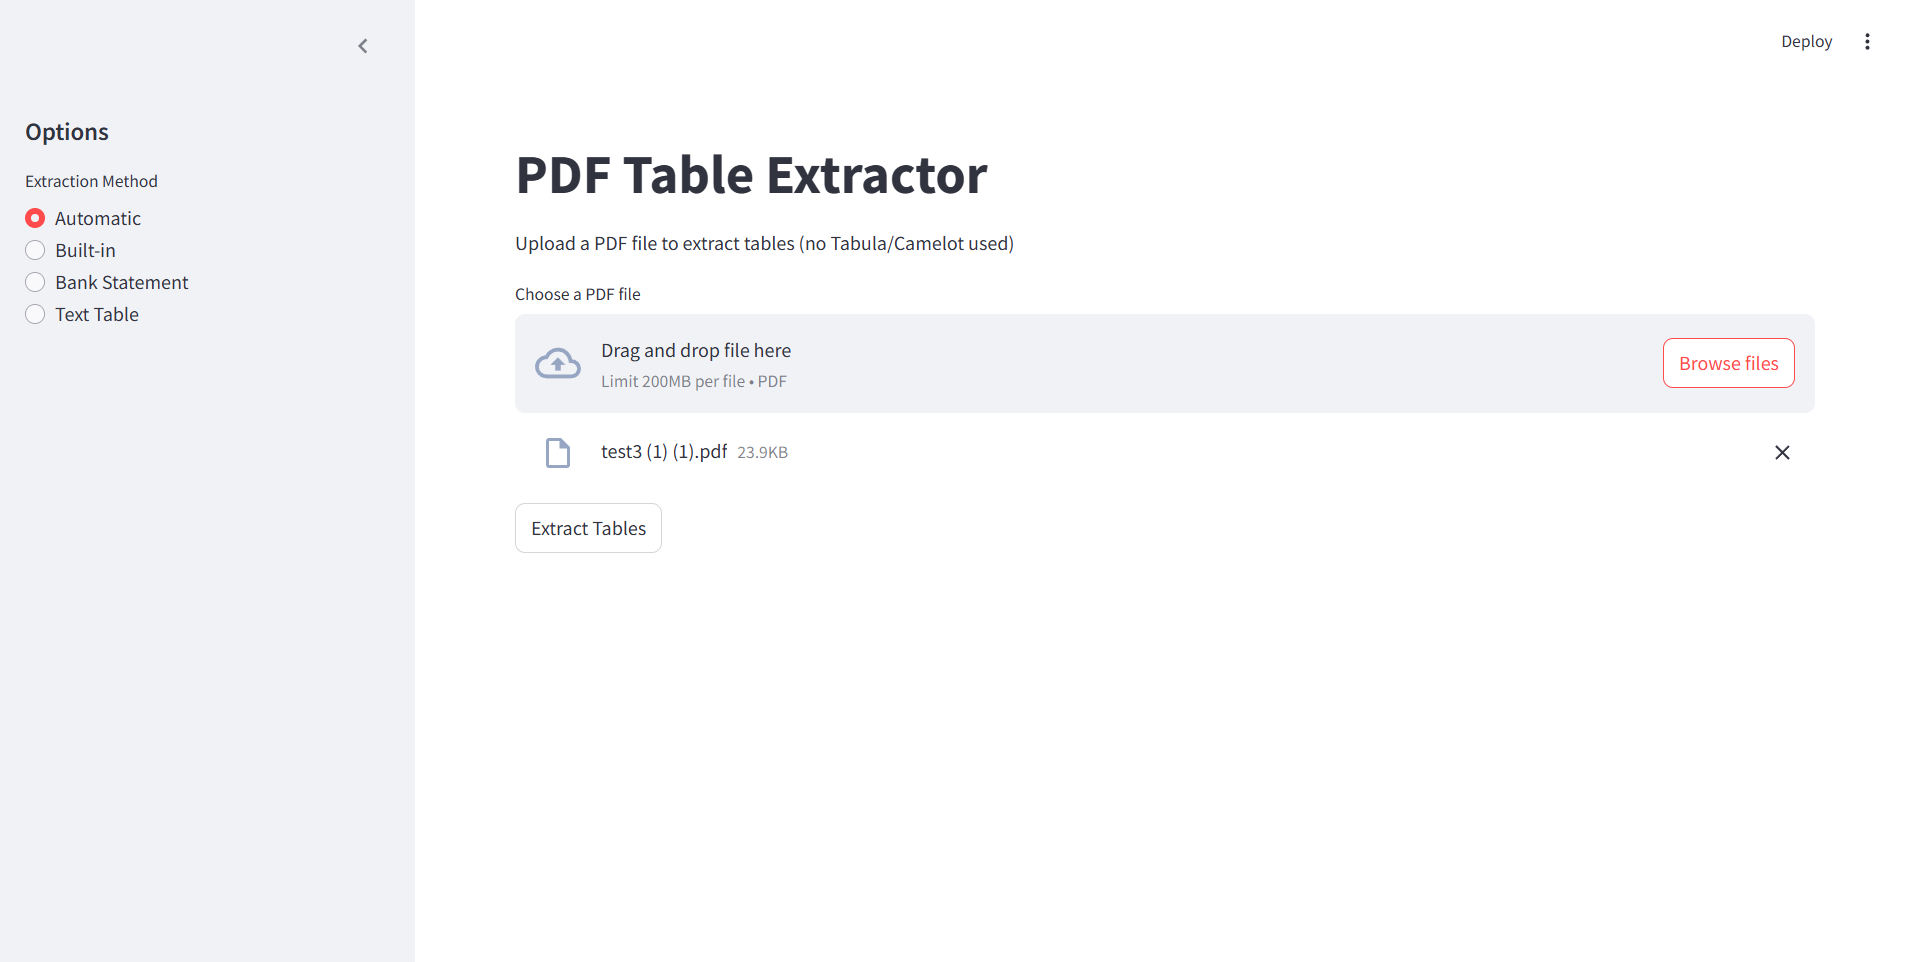 Deploy
Options
Extraction Method
Automatic
Built-in
Bank Statement
Text Table
PDF Table Extractor
Upload a PDF file to extract tables (no Tabula/Camelot used)
Choose a PDF file
Drag and drop file here
Limit 200MB per file • PDF
Browse files
test3 (1) (1).pdf 23.9KB
Extract Tables